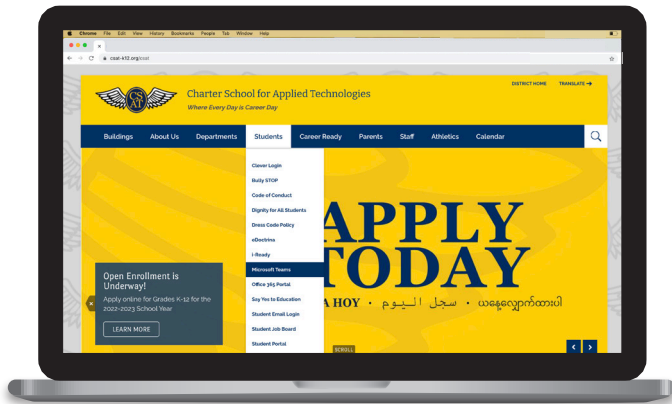 Chrome File Edit View History Bookmarks People Tab Window Help
csat-k12.org/csat
DISTRICT HOME TRANSLATE →
CS
AT
Charter School for Applied Technologies
Where Every Day is Career Day
Buildings About Us Departments Students Career Ready Parents Staff Athletics Calendar
Clever Login
Bully STOP
Code of Conduct
Dignity for All Students
Dress Code Policy
eDoctrina
I-Ready
Microsoft Teams
Office 365 Portal
Say Yes to Education
Student Email Login
Student Job Board
Student Portal
APPLY
TODAY
A HOY • سجل اليوم • ယနေ့လျှောက်ထားပါ
Open Enrollment is
Underway!
Apply online for Grades K-12 for the
2022-2023 School Year
LEARN MORE
SCROLL